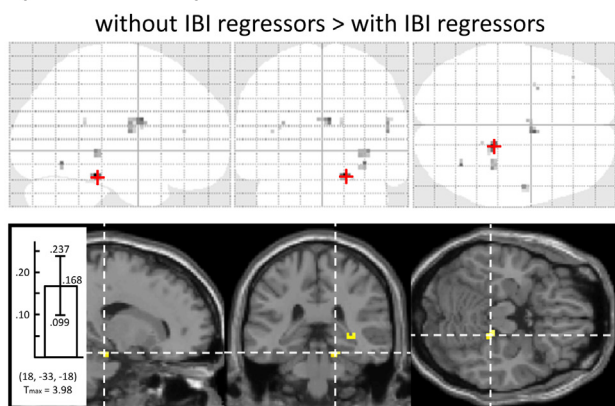 without IBI regressors > with IBI regressors
.237
.20
.168
.10
.099
(18, -33, -18)
Tmax = 3.98